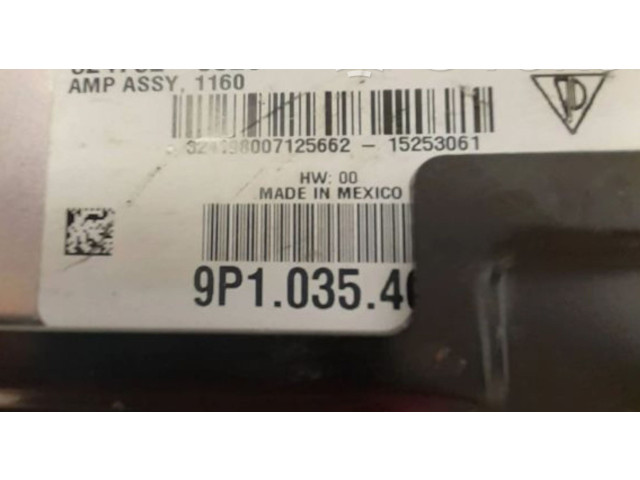 AMP ASSY, 1160
324198007125662 - 15253061
HW: 00
MADE IN MEXICO
9P1.035.4